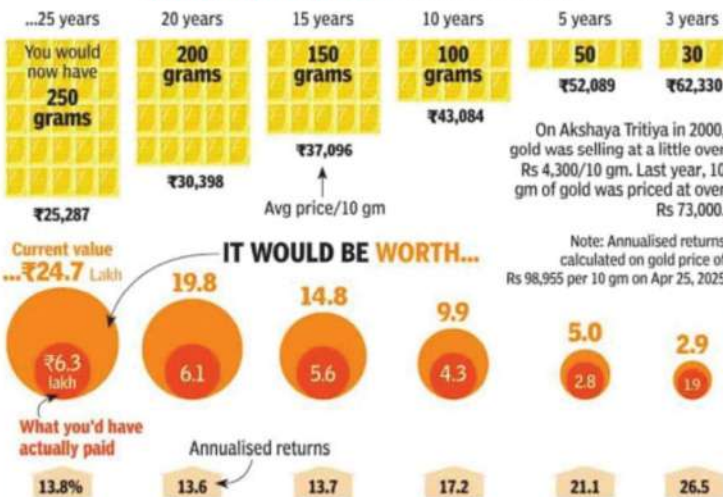 ...25 years
20 years
15 years
10 years
5 years
3 years
You would
now have
250
grams
200
grams
150
grams
100
grams
50
30
₹25,287
₹30,398
₹37,096
₹43,084
₹52,089
₹62,330
Avg price/10 gm
On Akshaya Tritiya in 2000,
gold was selling at a little over
Rs 4,300/10 gm. Last year, 10
gm of gold was priced at over
Rs 73,000.
Note: Annualised returns
calculated on gold price of
Rs 98,955 per 10 gm on Apr 25, 2025
IT WOULD BE WORTH...
Current value
...₹24.7 Lakh
19.8
14.8
9.9
5.0
2.9
₹6.3
lakh
6.1
5.6
4.3
2.8
1.9
What you'd have
actually paid
Annualised returns
13.8%
13.6
13.7
17.2
21.1
26.5